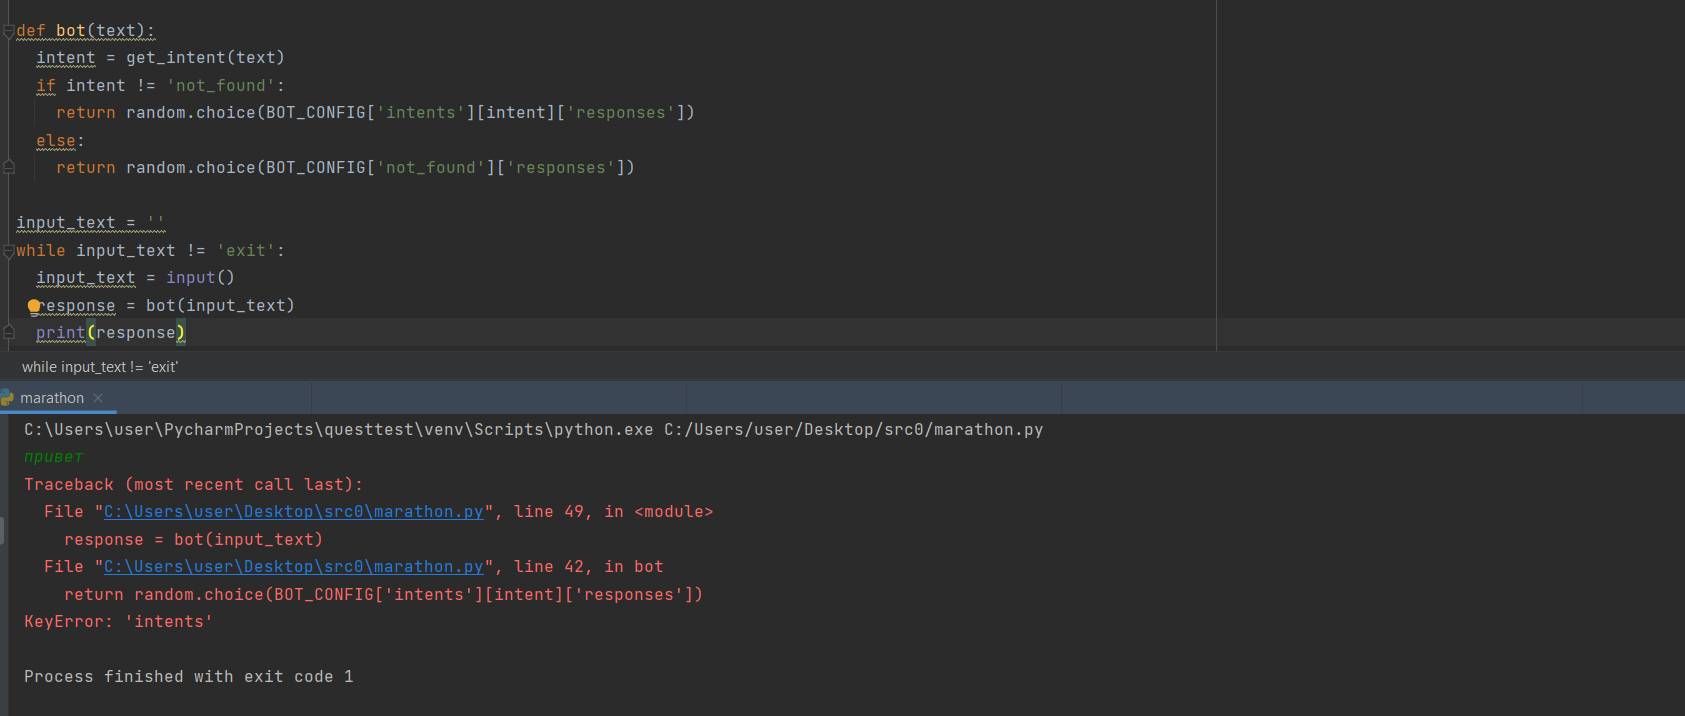 def bot(text):
intent = get_intent(text)
if intent != 'not_found':
return random.choice(BOT_CONFIG['intents'][intent]['responses'])
else:
return random.choice(BOT_CONFIG['not_found']['responses'])
input_text = ''
while input_text != 'exit':
input_text = input()
response = bot(input_text)
print(response)
while input_text != 'exit'
marathon
C:\Users\user\PycharmProjects\questtest\venv\Scripts\python.exe C:/Users/user/Desktop/src0/marathon.py
привет
Traceback (most recent call last):
File "C:\Users\user\Desktop\src0\marathon.py", line 49, in <module>
response = bot(input_text)
File "C:\Users\user\Desktop\src0\marathon.py", line 42, in bot
return random.choice(BOT_CONFIG['intents'][intent]['responses'])
KeyError: 'intents'
Process finished with exit code 1